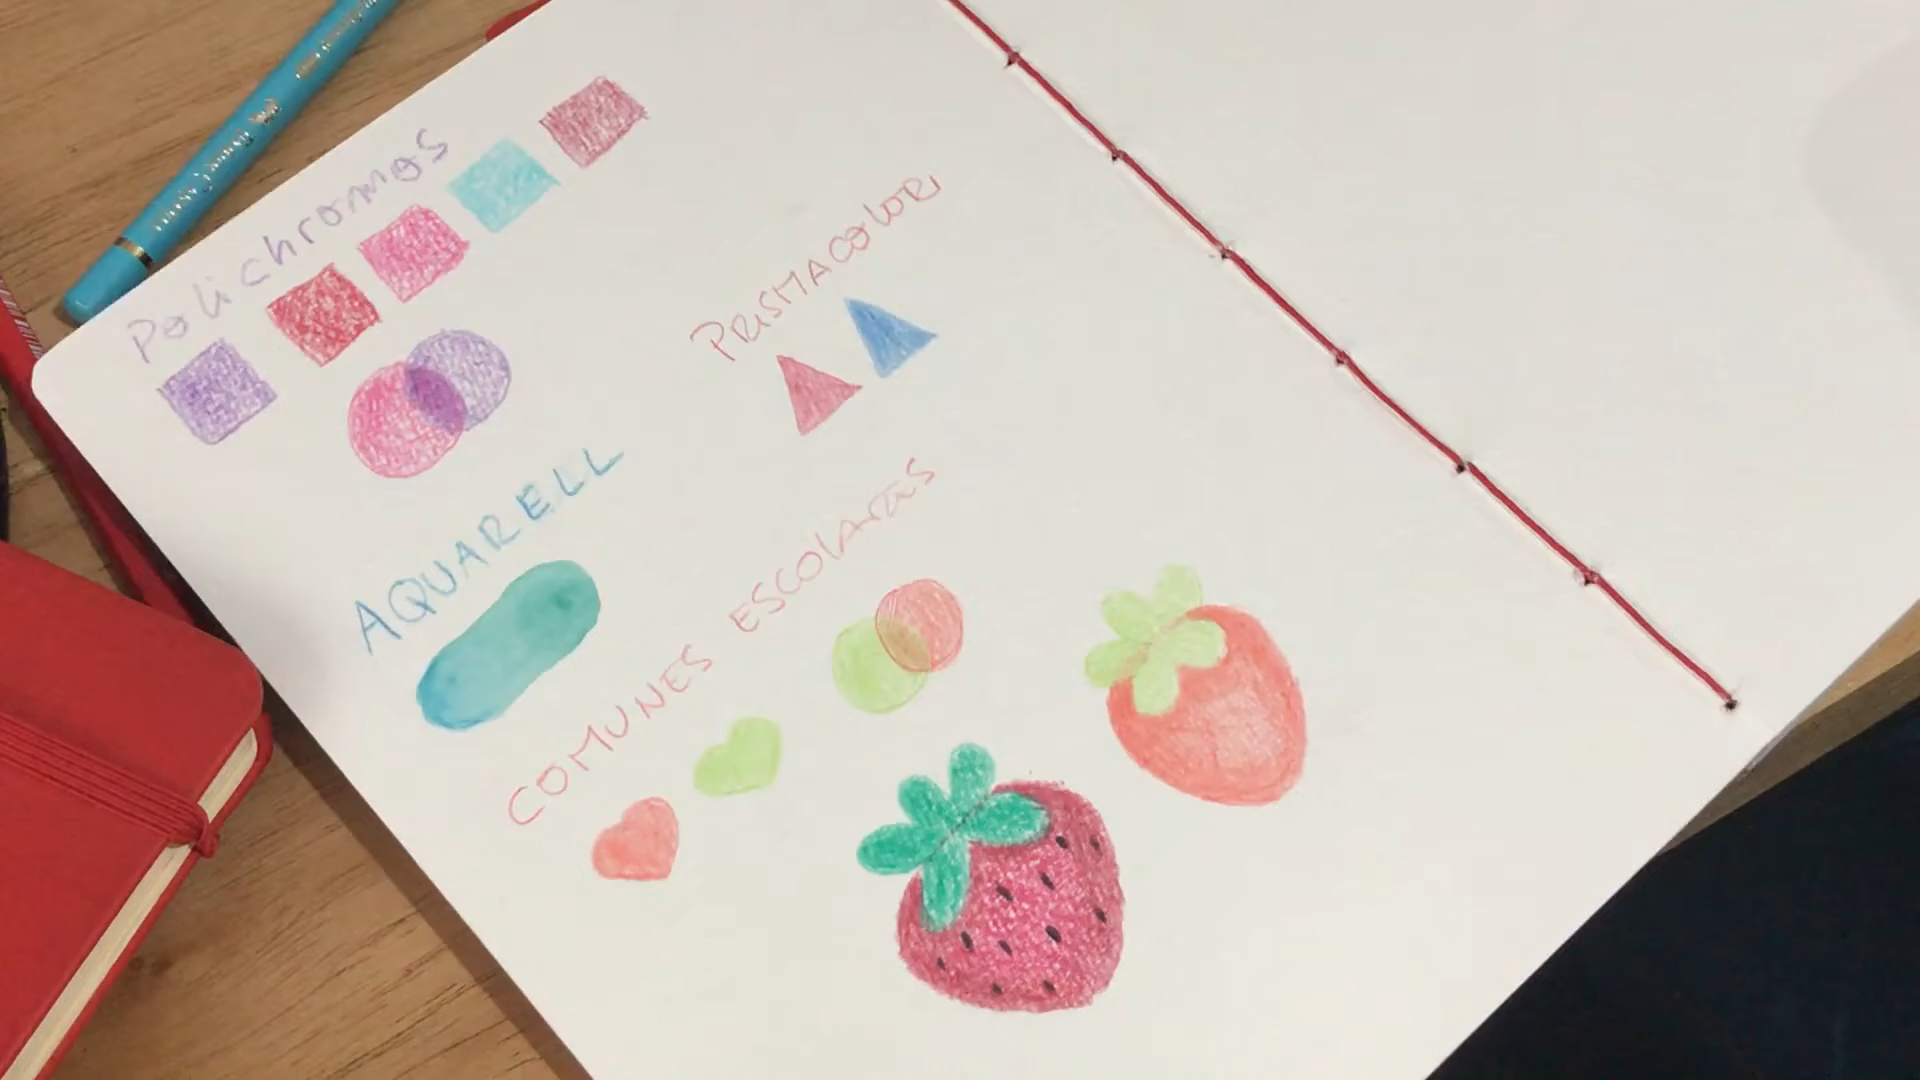 Polichromos
PRISMACOLOR
AQUARELL
COMUNES ESCOLARES